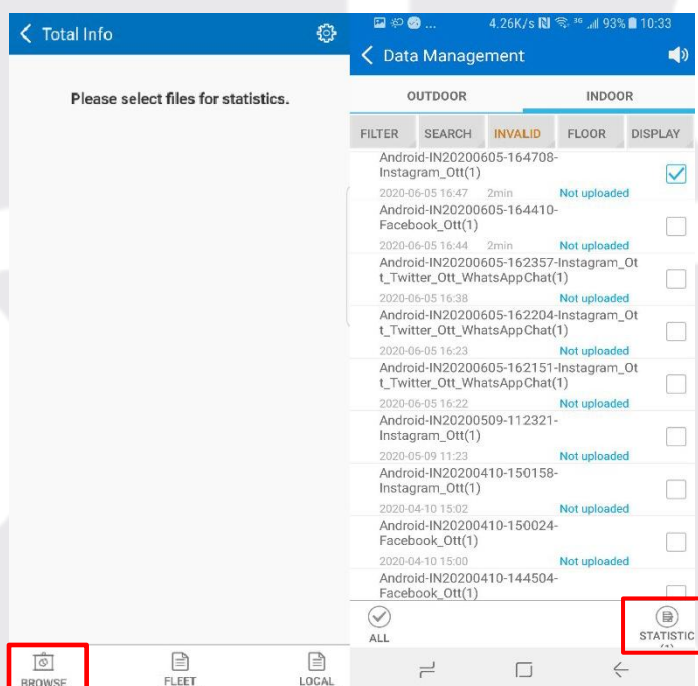 Total Info
Please select files for statistics.
BROWSE
FLEET
LOCAL
... 4.26K/s 36 93% 10:33
Data Management
OUTDOOR INDOOR
FILTER SEARCH INVALID FLOOR DISPLAY
Android-IN20200605-164708-
Instagram_Ott(1)
2020-06-05 16:47 2min Not uploaded
Android-IN20200605-164410-
Facebook_Ott(1)
2020-06-05 16:44 2min Not uploaded
Android-IN20200605-162357-Instagram_Ot
t_Twitter_Ott_WhatsAppChat(1)
2020-06-05 16:38 Not uploaded
Android-IN20200605-162204-Instagram_Ot
t_Twitter_Ott_WhatsAppChat(1)
2020-06-05 16:23 Not uploaded
Android-IN20200605-162151-Instagram_Ot
t_Twitter_Ott_WhatsAppChat(1)
2020-06-05 16:22 Not uploaded
Android-IN20200509-112321-
Instagram_Ott(1)
2020-05-09 11:23 Not uploaded
Android-IN20200410-150158-
Instagram_Ott(1)
2020-04-10 15:02 Not uploaded
Android-IN20200410-150024-
Facebook_Ott(1)
2020-04-10 15:00 Not uploaded
Android-IN20200410-144504-
Facebook_Ott(1)
ALL
STATISTIC
(1)